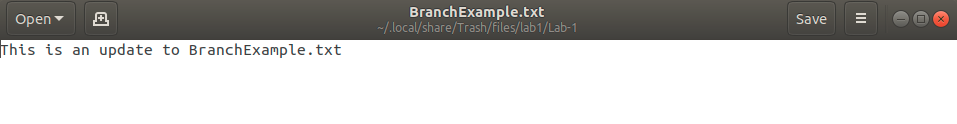 Open
BranchExample.txt
~/.local/share/Trash/files/lab1/Lab-1
Save
This is an update to BranchExample.txt